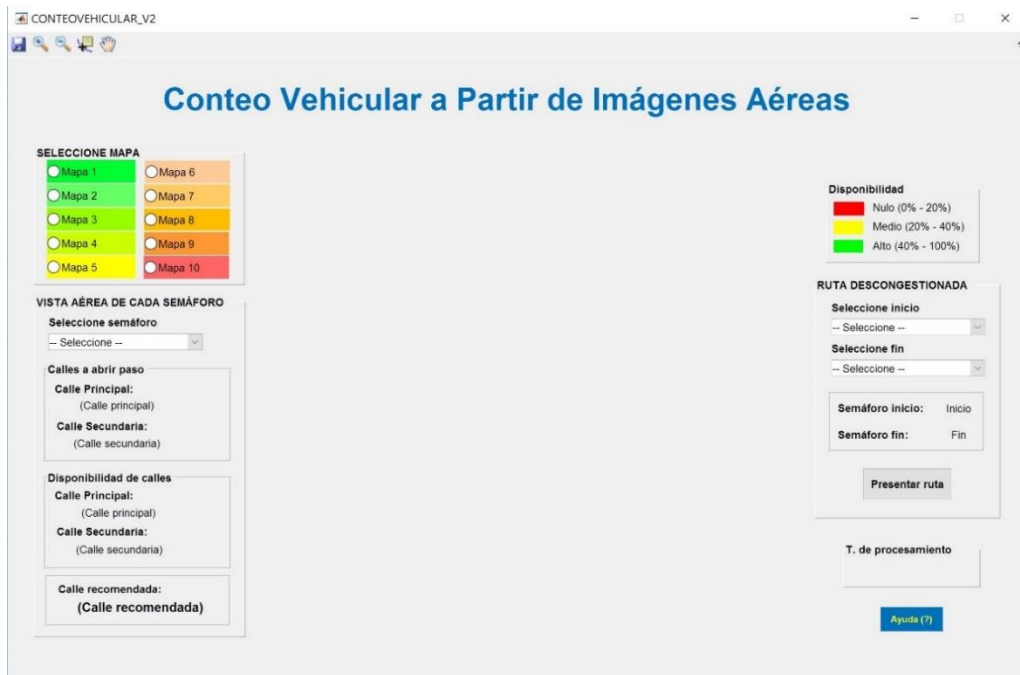 CONTEOVEHICULAR_V2
Conteo Vehicular a Partir de Imágenes Aéreas
SELECCIONE MAPA
Mapa 1
Mapa 6
Mapa 2
Mapa 7
Mapa 3
Mapa 8
Mapa 4
Mapa 9
Mapa 5
Mapa 10
VISTA AÉREA DE CADA SEMÁFORO
Seleccione semáforo
-- Seleccione --
Calles a abrir paso
Calle Principal:
(Calle principal)
Calle Secundaria:
(Calle secundaria)
Disponibilidad de calles
Calle Principal:
(Calle principal)
Calle Secundaria:
(Calle secundaria)
Calle recomendada:
(Calle recomendada)
Disponibilidad
Nulo (0% - 20%)
Medio (20% - 40%)
Alto (40% - 100%)
RUTA DESCONGESTIONADA
Seleccione inicio
-- Seleccione --
Seleccione fin
-- Seleccione --
Semáforo inicio: Inicio
Semáforo fin: Fin
Presentar ruta
T. de procesamiento
Ayuda (?)